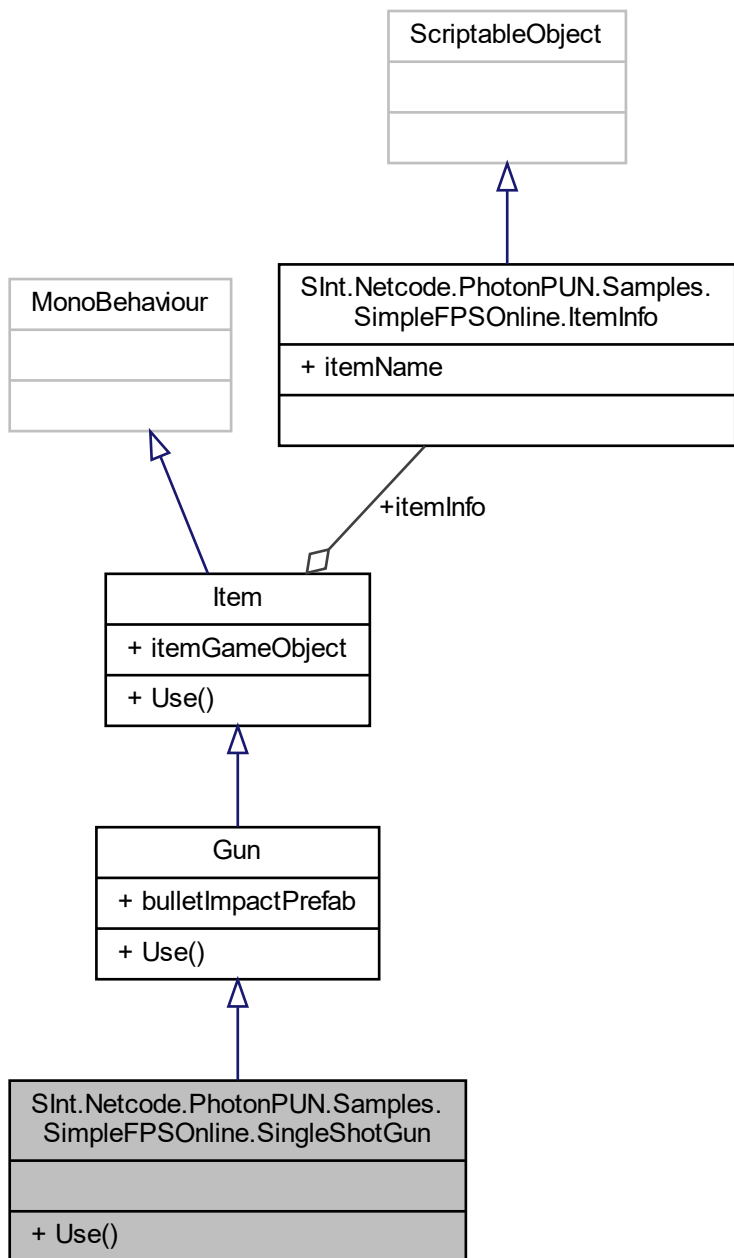 ScriptableObject
SInt.Netcode.PhotonPUN.Samples.
SimpleFPSOnline.ItemInfo
+ itemName
MonoBehaviour
+itemInfo
Item
+ itemGameObject
+ Use()
Gun
+ bulletImpactPrefab
+ Use()
SInt.Netcode.PhotonPUN.Samples.
SimpleFPSOnline.SingleShotGun
+ Use()